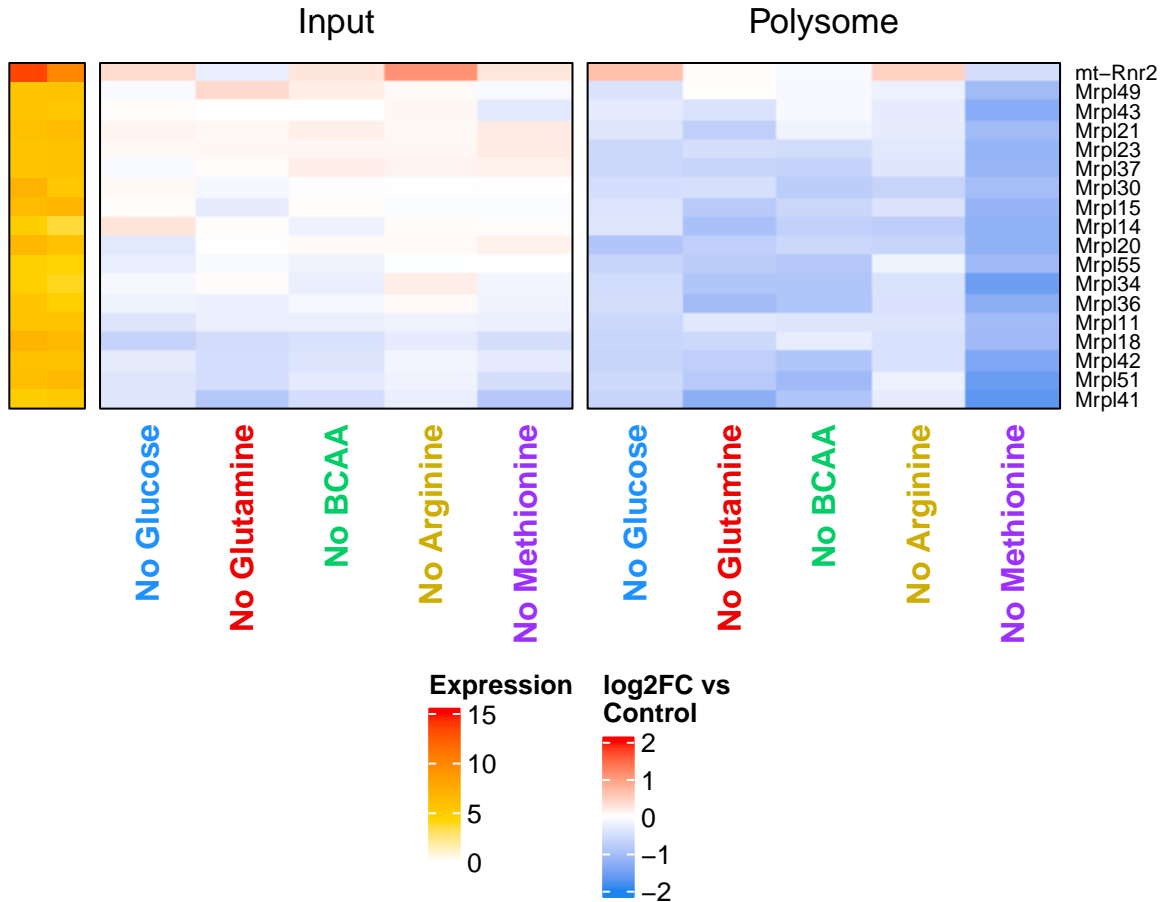 Input
Polysome
mt−Rnr2
Mrpl49
Mrpl43
Mrpl21
Mrpl23
Mrpl37
Mrpl30
Mrpl15
Mrpl14
Mrpl20
Mrpl55
Mrpl34
Mrpl36
Mrpl11
Mrpl18
Mrpl42
Mrpl51
Mrpl41
No Glucose
No Glutamine
No BCAA
No Arginine
No Methionine
No Glucose
No Glutamine
No BCAA
No Arginine
No Methionine
Expression
15
10
5
0
log2FC vs
Control
2
1
0
−1
−2